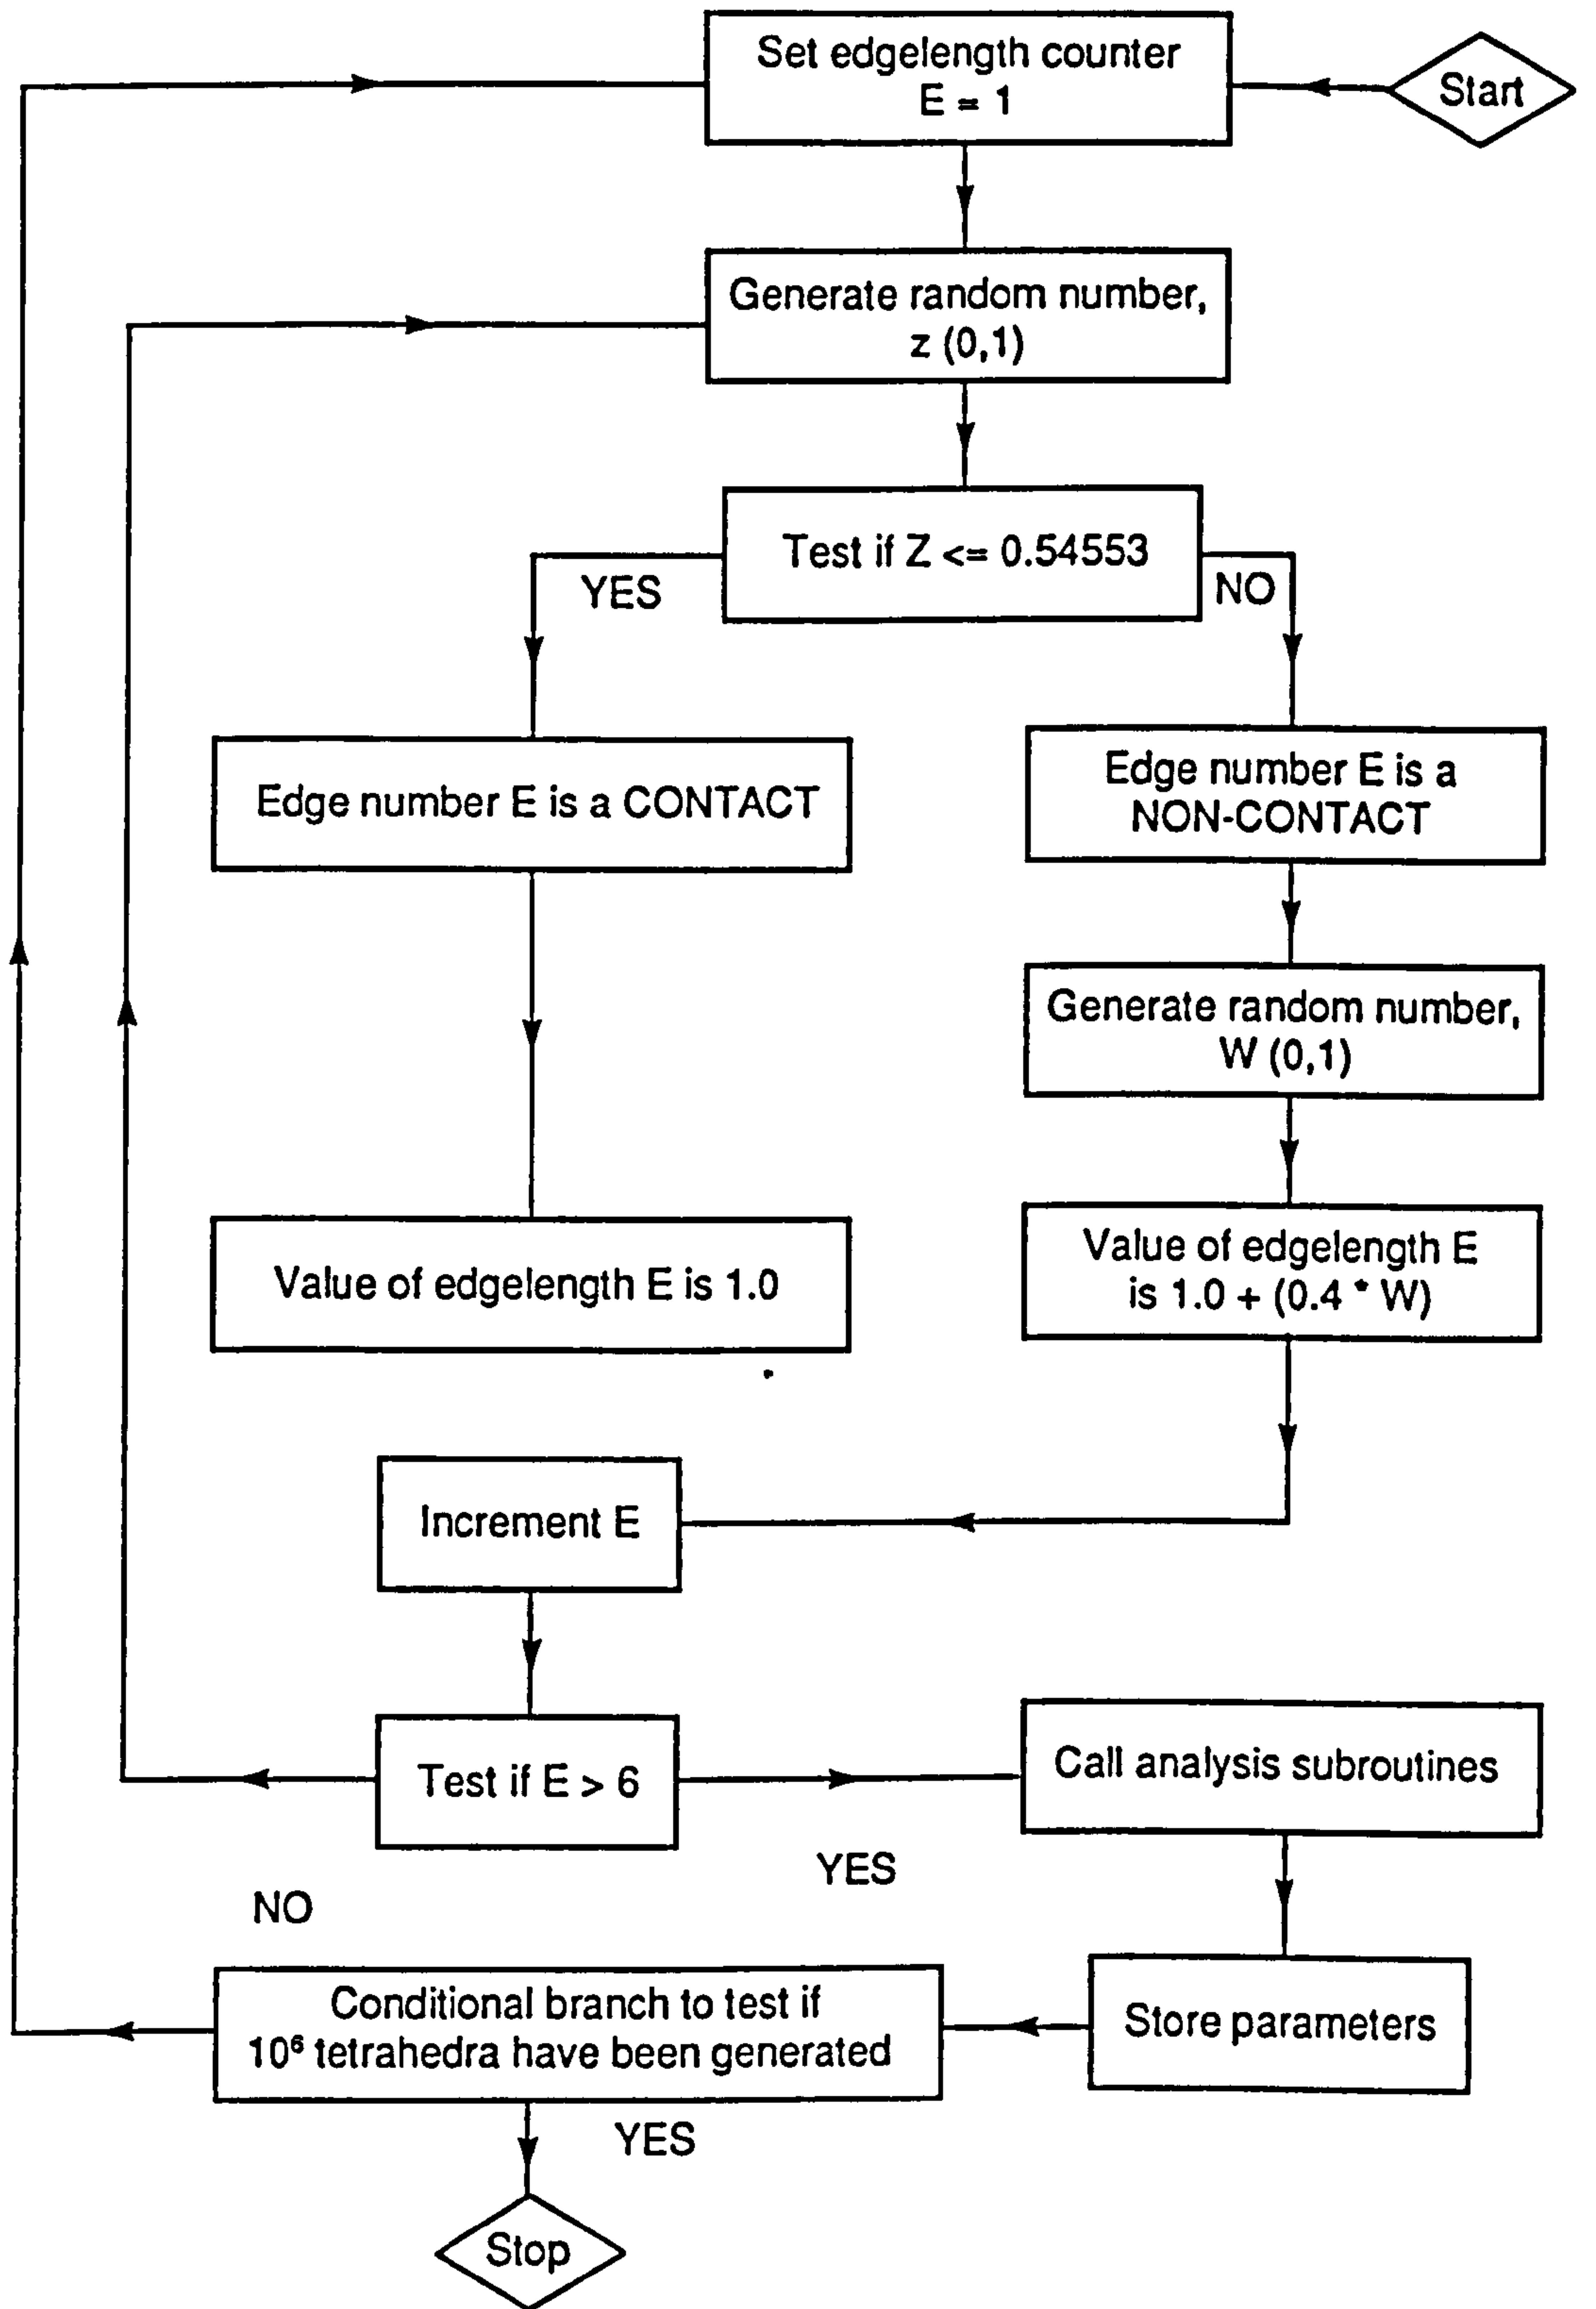 Set edgelength counter
E = 1
Start
Generate random number,
z (0,1)
Test if Z <= 0.54553
YES
NO
Edge number E is a CONTACT
Edge number E is a
NON-CONTACT
Generate random number,
W (0,1)
Value of edgelength E is 1.0
Value of edgelength E
is 1.0 + (0.4 * W)
Increment E
Test if E > 6
Call analysis subroutines
YES
NO
Conditional branch to test if
10⁶ tetrahedra have been generated
Store parameters
YES
Stop